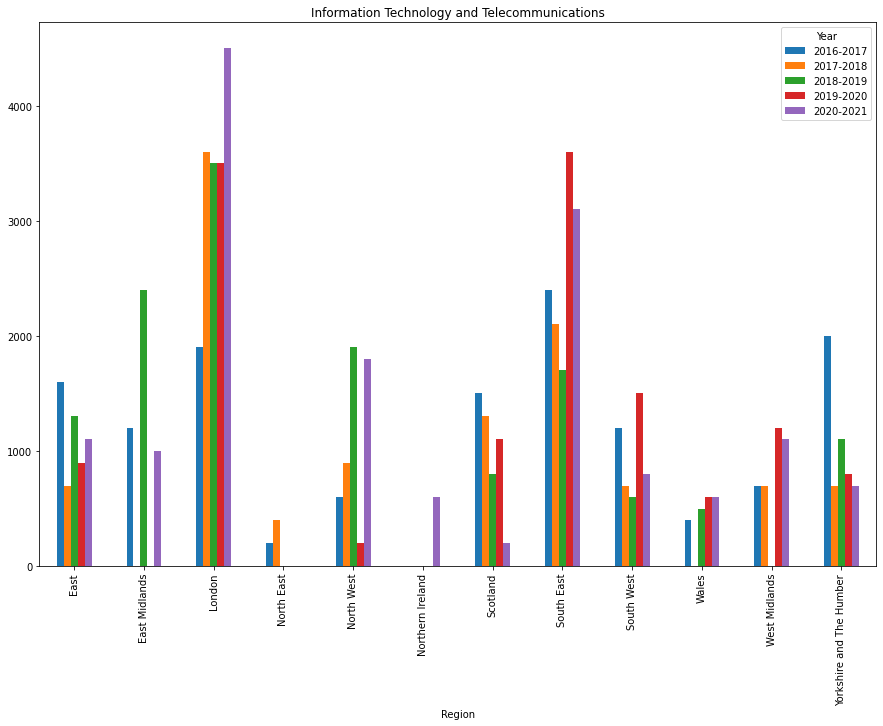 Information Technology and Telecommunications
Year
2016-2017
2017-2018
2018-2019
2019-2020
2020-2021
4000
3000
2000
1000
0
East
East Midlands
London
North East
North West
Northern Ireland
Scotland
South East
South West
Wales
West Midlands
Yorkshire and The Humber
Region